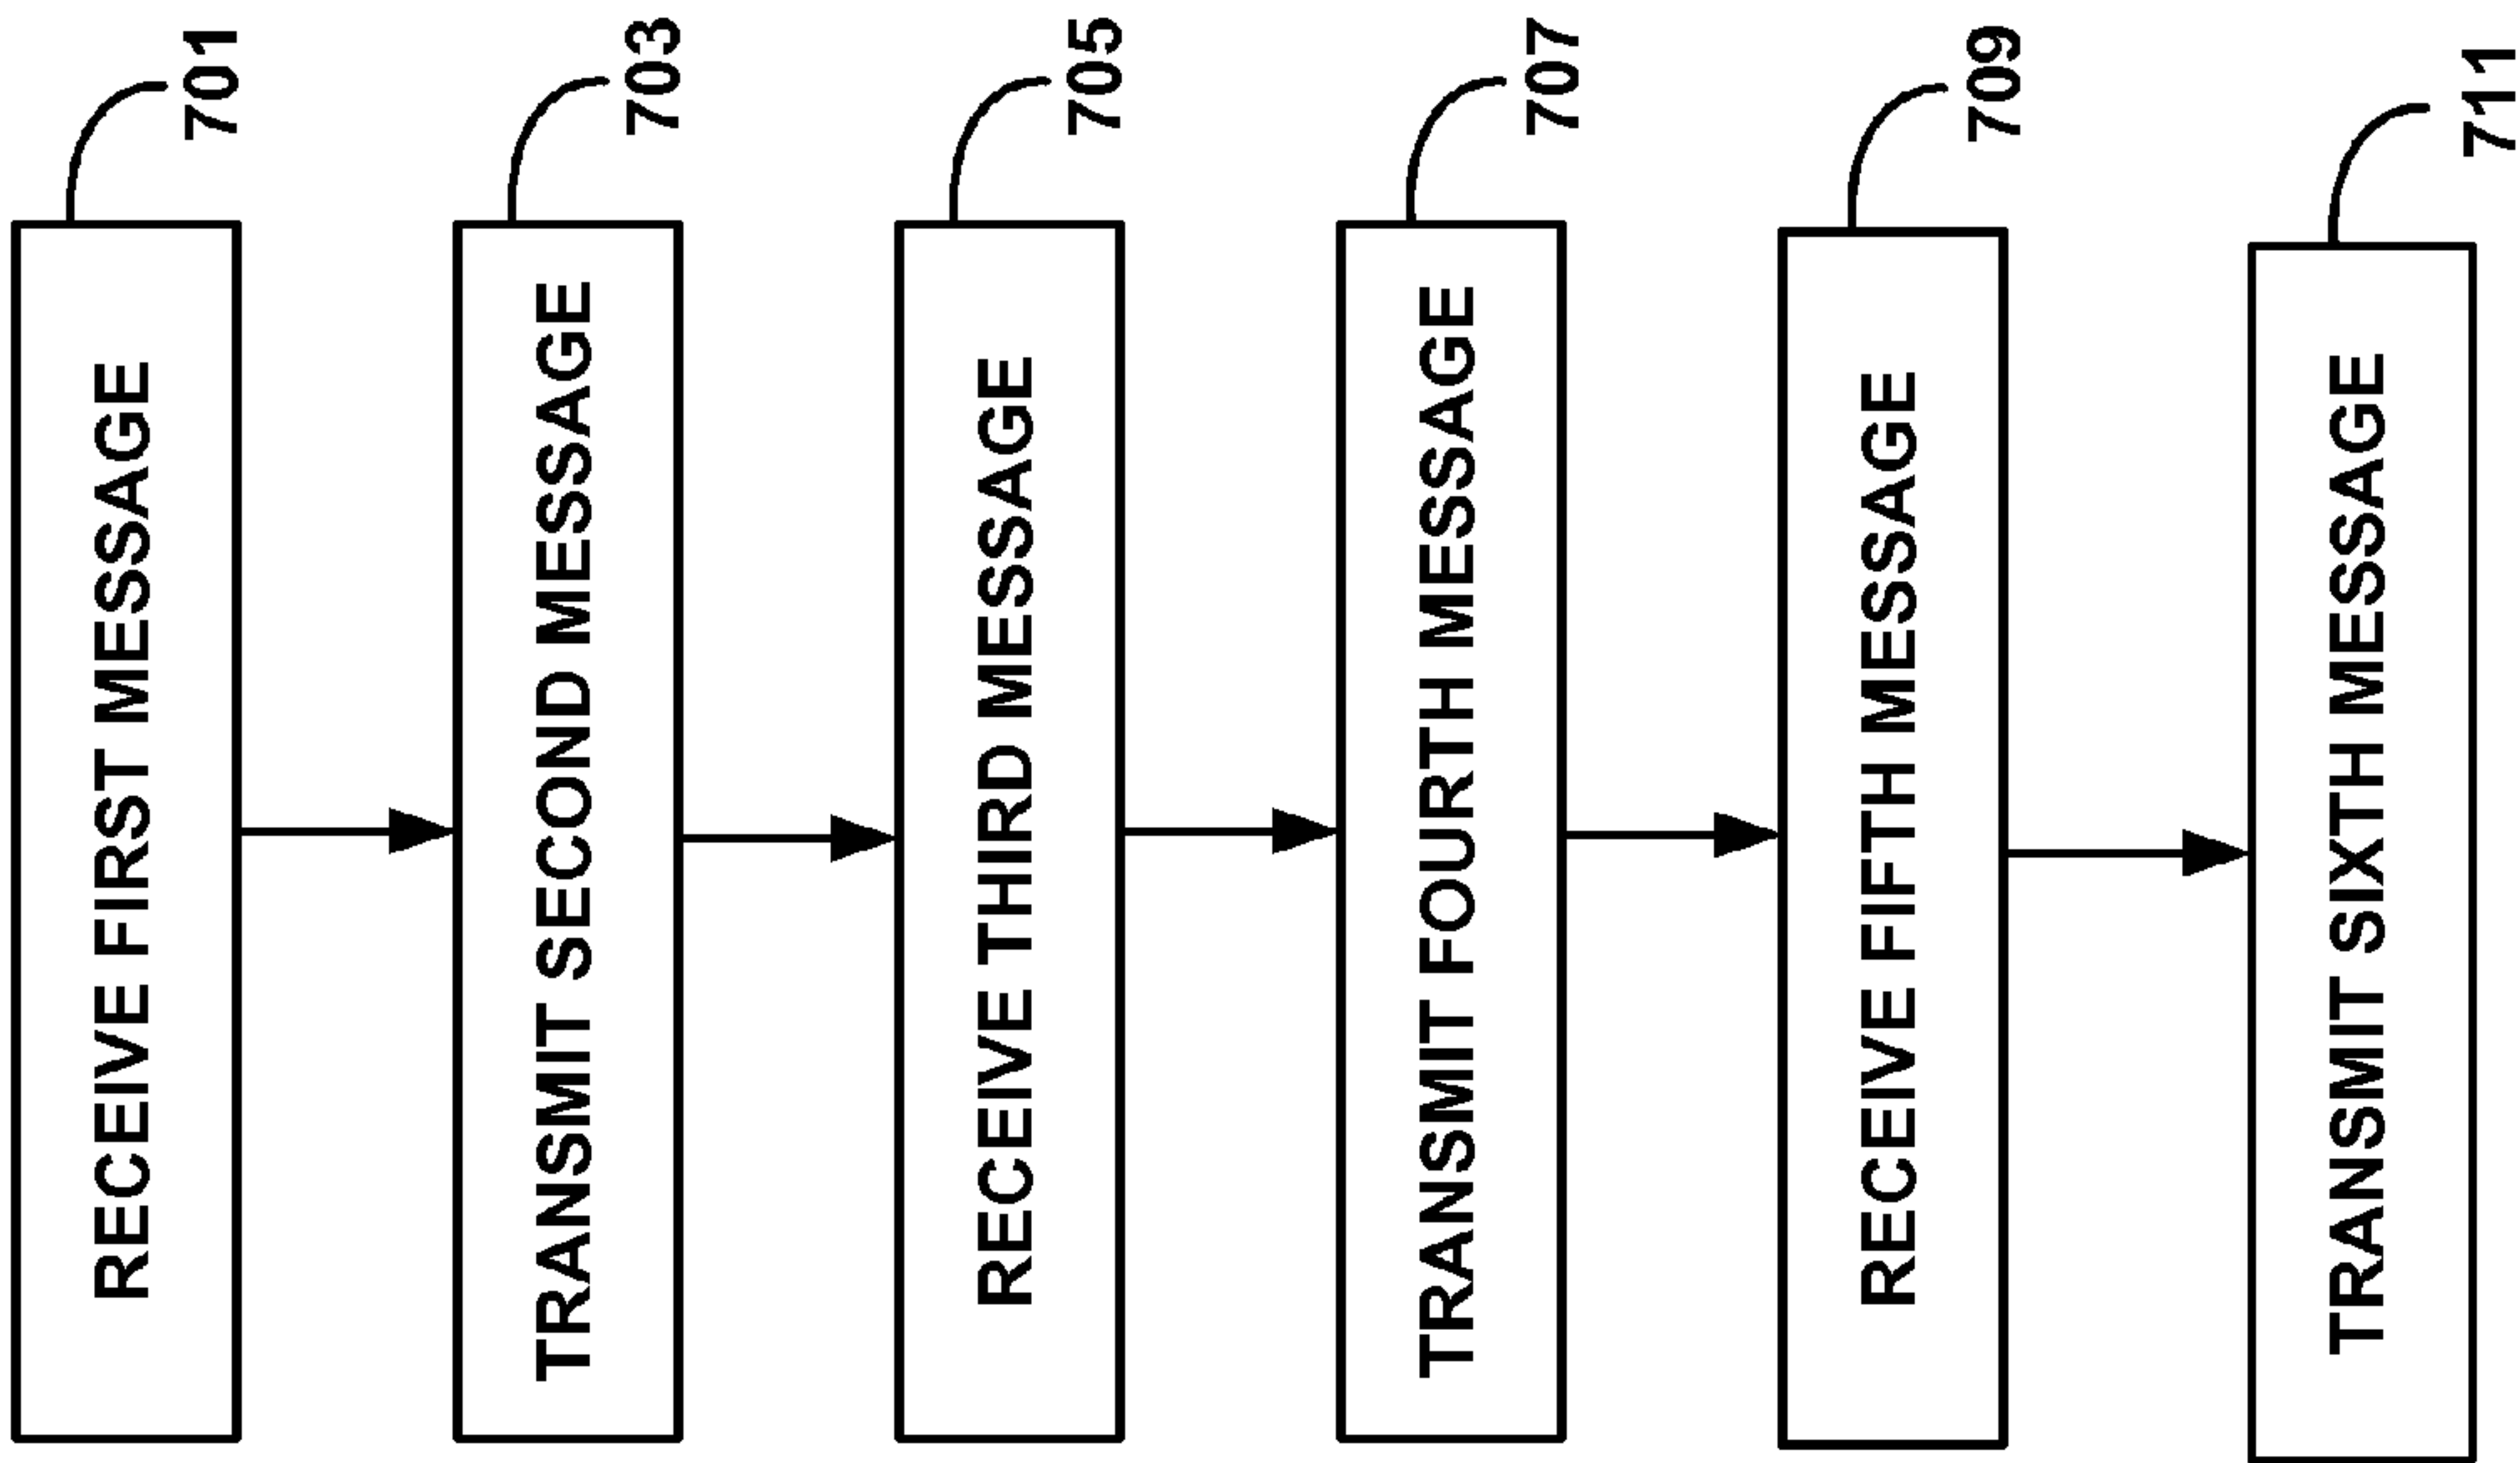 RECEIVE FIRST MESSAGE
701
TRANSMIT SECOND MESSAGE
703
RECEIVE THIRD MESSAGE
705
TRANSMIT FOURTH MESSAGE
707
RECEIVE FIFTH MESSAGE
709
TRANSMIT SIXTH MESSAGE
711